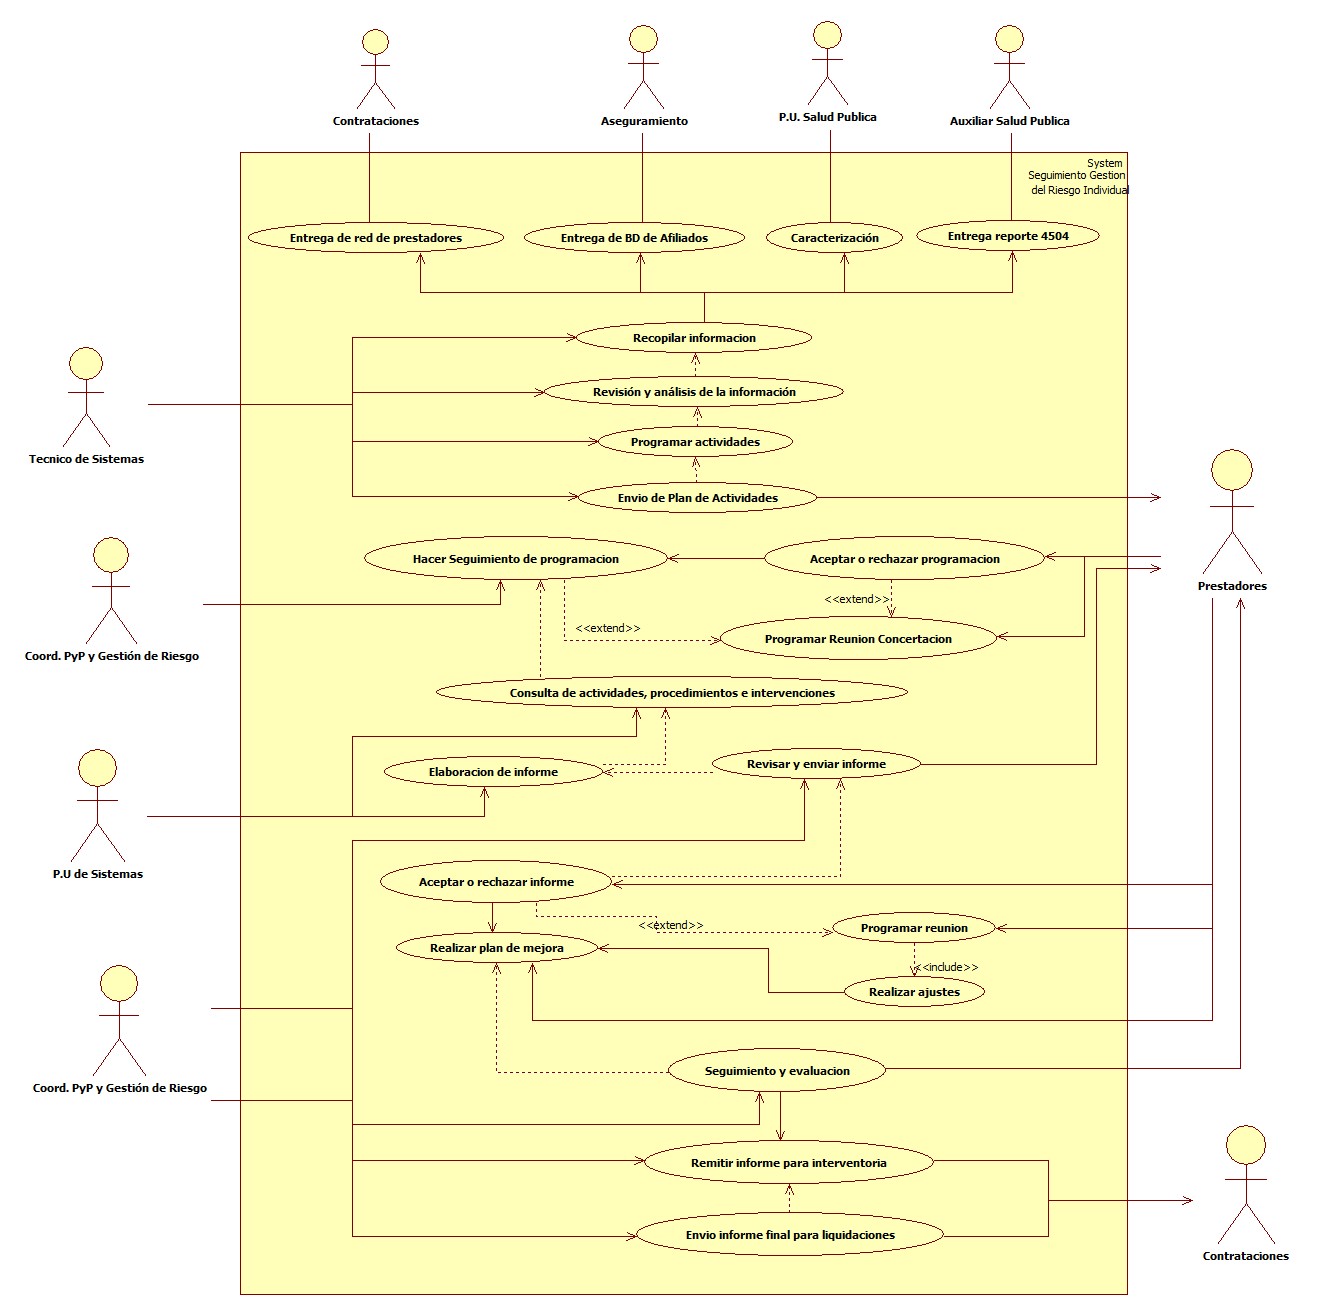 Contrataciones
Aseguramiento
P.U. Salud Publica
Auxiliar Salud Publica
System
Seguimiento Gestion
del Riesgo Individual
Entrega de red de prestadores
Entrega de BD de Afiliados
Caracterización
Entrega reporte 4504
Recopilar informacion
Revisión y análisis de la información
Programar actividades
Tecnico de Sistemas
Envio de Plan de Actividades
Hacer Seguimiento de programacion
Aceptar o rechazar programacion
Prestadores
<<extend>>
<<extend>>
Programar Reunion Concertacion
Coord. PyP y Gestión de Riesgo
Consulta de actividades, procedimientos e intervenciones
Elaboracion de informe
Revisar y enviar informe
P.U de Sistemas
Aceptar o rechazar informe
<<extend>>
Programar reunion
Realizar plan de mejora
<<include>>
Realizar ajustes
Seguimiento y evaluacion
Coord. PyP y Gestión de Riesgo
Remitir informe para interventoria
Envio informe final para liquidaciones
Contrataciones